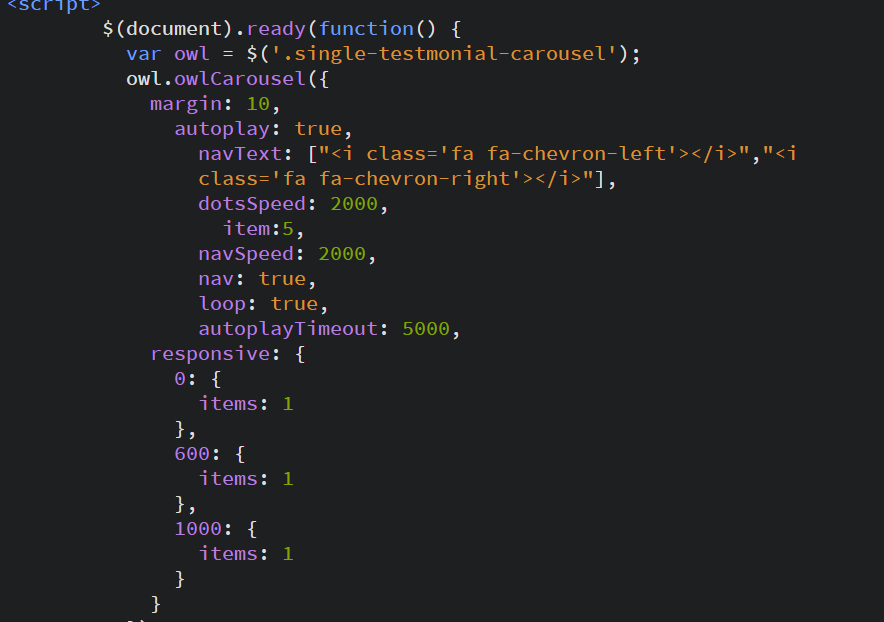 <script>
$(document).ready(function() {
var owl = $('.single-testmonial-carousel');
owl.owlCarousel({
margin: 10,
autoplay: true,
navText: ["<i class='fa fa-chevron-left'></i>","<i
class='fa fa-chevron-right'></i>"],
dotsSpeed: 2000,
item:5,
navSpeed: 2000,
nav: true,
loop: true,
autoplayTimeout: 5000,
responsive: {
0: {
items: 1
},
600: {
items: 1
},
1000: {
items: 1
}
}